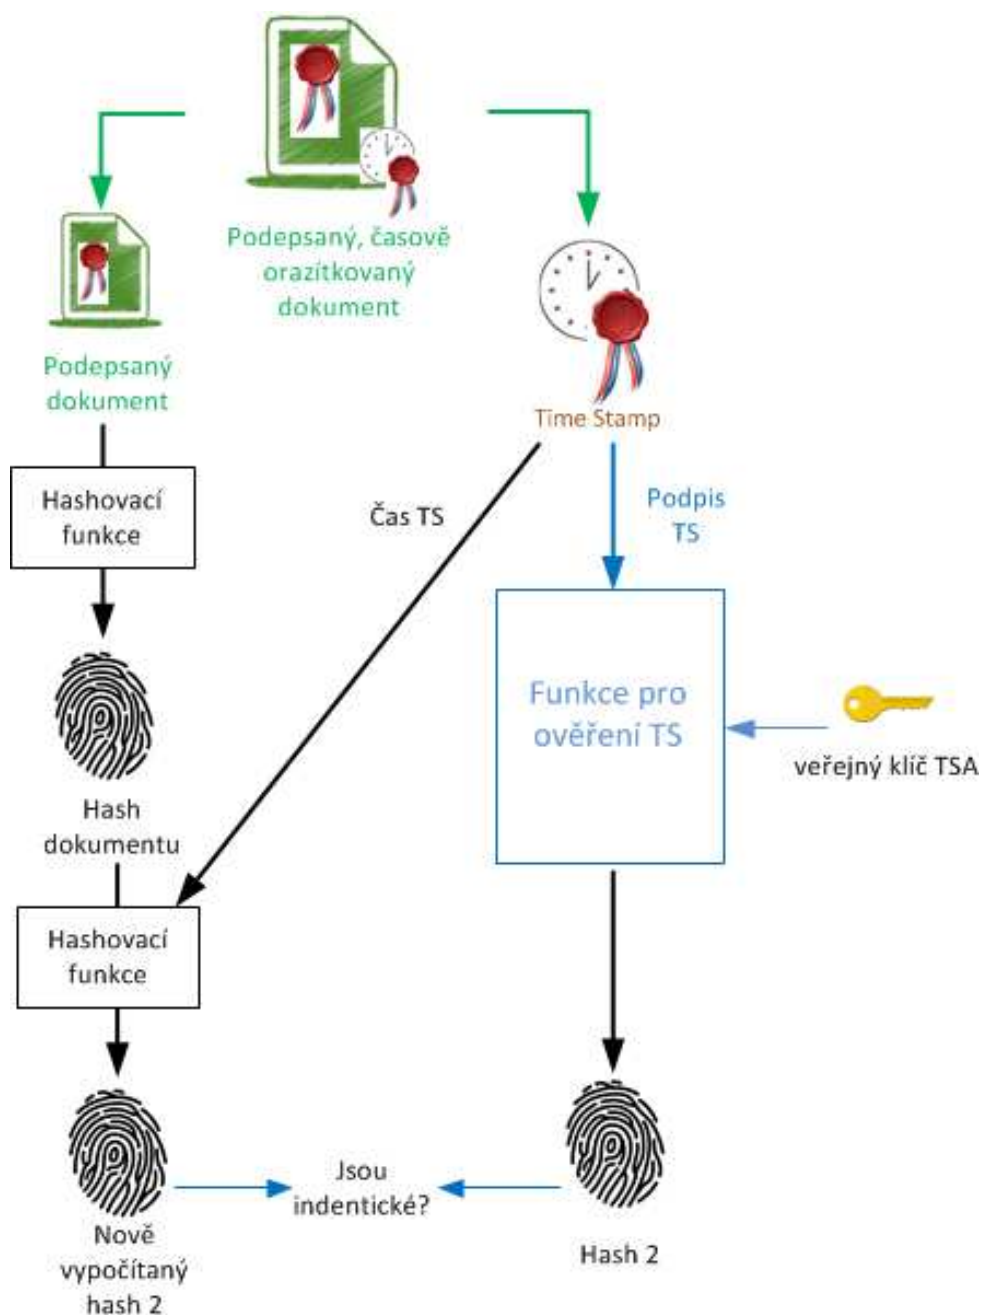 Podepsaný, časově
orazítkovaný
dokument
Podepsaný
dokument
Time Stamp
Hashovací
funkce
Čas TS
Podpis
TS
Funkce pro
ověření TS
veřejný klíč TSA
Hash
dokumentu
Hashovací
funkce
Jsou
indentické?
Nově
vypočítaný
hash 2
Hash 2